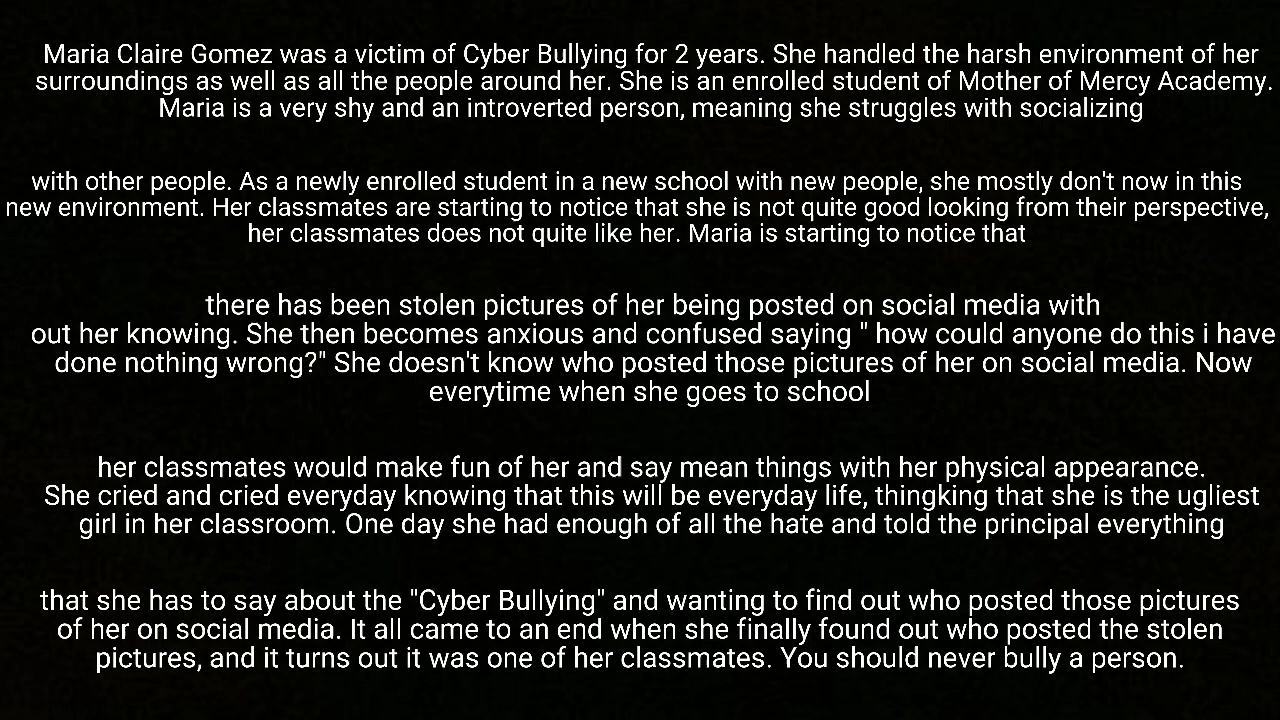 Maria Claire Gomez was a victim of Cyber Bullying for 2 years. She handled the harsh environment of her
surroundings as well as all the people around her. She is an enrolled student of Mother of Mercy Academy.
Maria is a very shy and an introverted person, meaning she struggles with socializing
with other people. As a newly enrolled student in a new school with new people, she mostly don't now in this
new environment. Her classmates are starting to notice that she is not quite good looking from their perspective,
her classmates does not quite like her. Maria is starting to notice that
there has been stolen pictures of her being posted on social media with
out her knowing. She then becomes anxious and confused saying " how could anyone do this i have
done nothing wrong?" She doesn't know who posted those pictures of her on social media. Now
everytime when she goes to school
her classmates would make fun of her and say mean things with her physical appearance.
She cried and cried everyday knowing that this will be everyday life, thingking that she is the ugliest
girl in her classroom. One day she had enough of all the hate and told the principal everything
that she has to say about the "Cyber Bullying" and wanting to find out who posted those pictures
of her on social media. It all came to an end when she finally found out who posted the stolen
pictures, and it turns out it was one of her classmates. You should never bully a person.